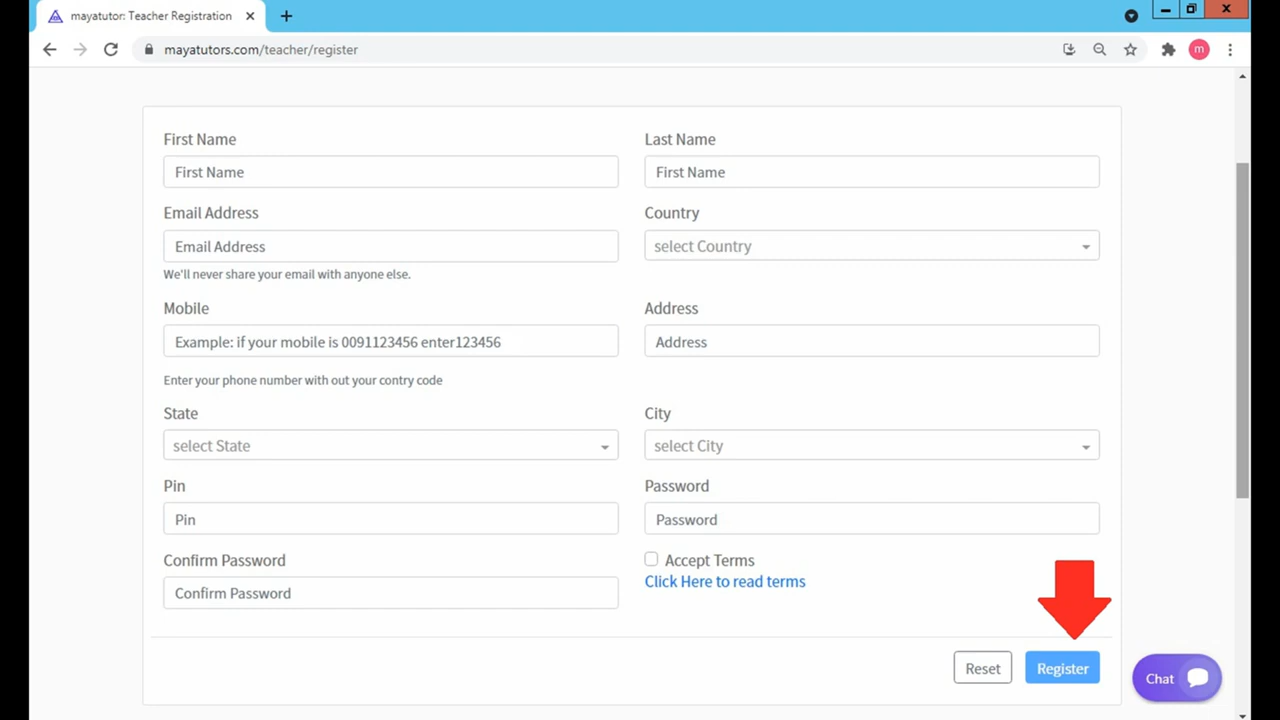 mayatutor: Teacher Registration
mayatutors.com/teacher/register
m
First Name
Last Name
First Name
First Name
Email Address
Country
Email Address
select Country
We'll never share your email with anyone else.
Mobile
Address
Example: if your mobile is 0091123456 enter123456
Address
Enter your phone number with out your contry code
State
City
select State
select City
Pin
Password
Pin
Password
Confirm Password
Accept Terms
Click Here to read terms
Confirm Password
Reset
Register
Chat